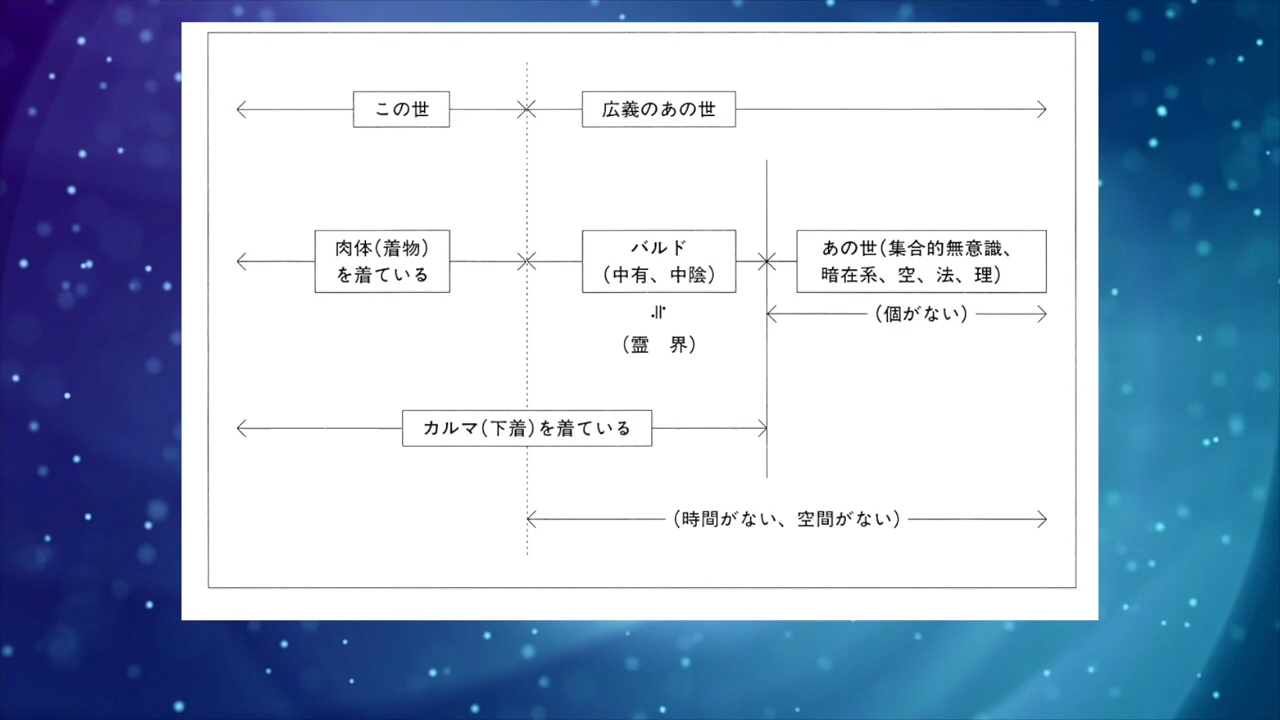 この世
広義のあの世
肉体(着物)
を着ている
バルド
(中有、中陰)
あの世(集合的無意識、
暗在系、空、法、理)
≒
(霊　界)
(個がない)
カルマ(下着)を着ている
(時間がない、空間がない)